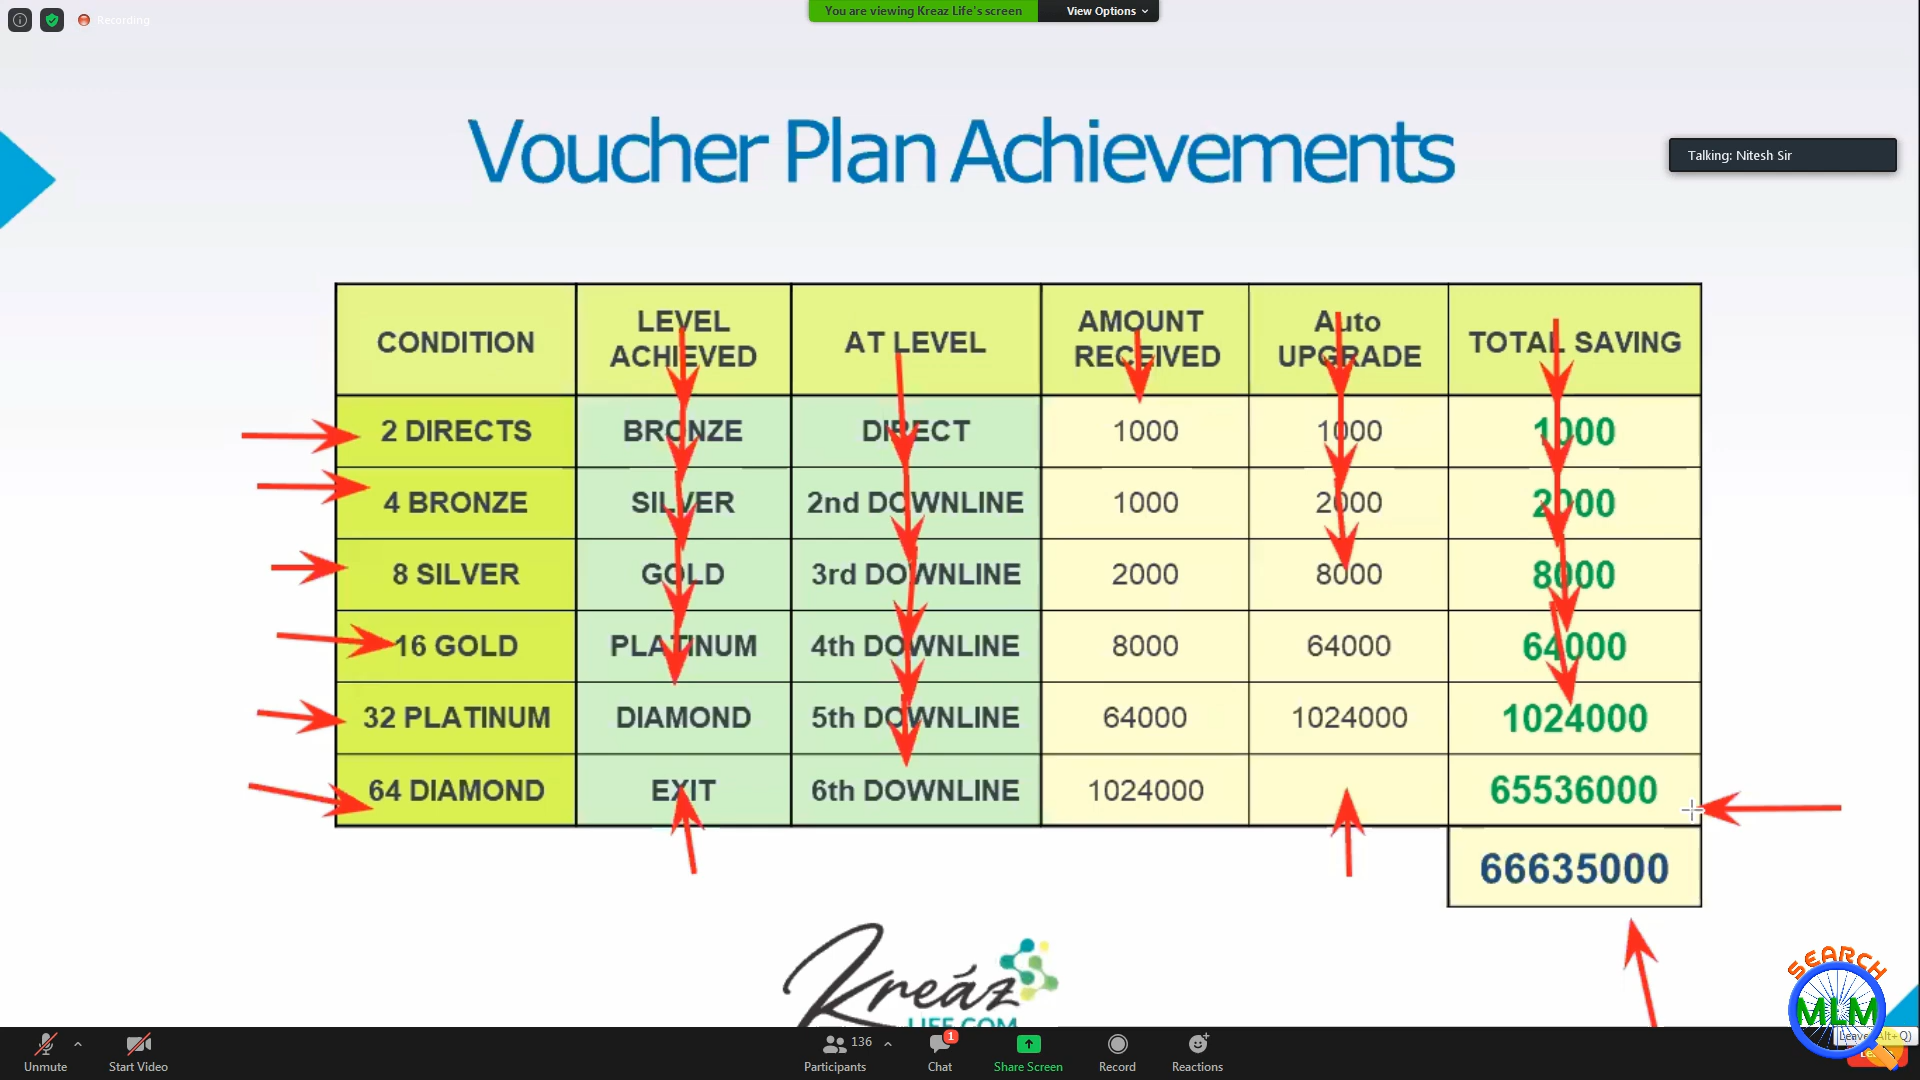 Recording
You are viewing Kreaz Life's screen
View Options
Voucher Plan Achievements
Talking: Nitesh Sir
CONDITION LEVEL ACHIEVED AT LEVEL AMOUNT RECEIVED Auto UPGRADE TOTAL SAVING
2 DIRECTS BRONZE DIRECT 1000 1000 1000
4 BRONZE SILVER 2nd DOWNLINE 1000 2000 2000
8 SILVER GOLD 3rd DOWNLINE 2000 8000 8000
16 GOLD PLATINUM 4th DOWNLINE 8000 64000 64000
32 PLATINUM DIAMOND 5th DOWNLINE 64000 1024000 1024000
64 DIAMOND EXIT 6th DOWNLINE 1024000 65536000
66635000
Kreáz
LIFE.COM
SEARCH
MLM
Unmute
Start Video
136
Participants
1
Chat
Share Screen
Record
Reactions